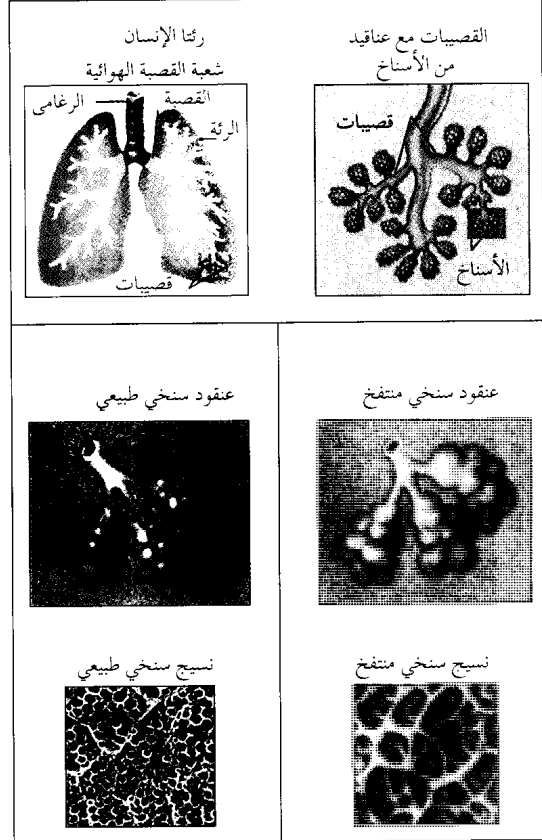 القصيبات مع عناقيد
من الأسناخ
قصيبات
الأسناخ
رئتا الإنسان
شعبة القصبة الهوائية
القصبة
الرغامى
الرئة
قصيبات
عنقود سنخي منتفخ
عنقود سنخي طبيعي
نسيج سنخي منتفخ
نسيج سنخي طبيعي